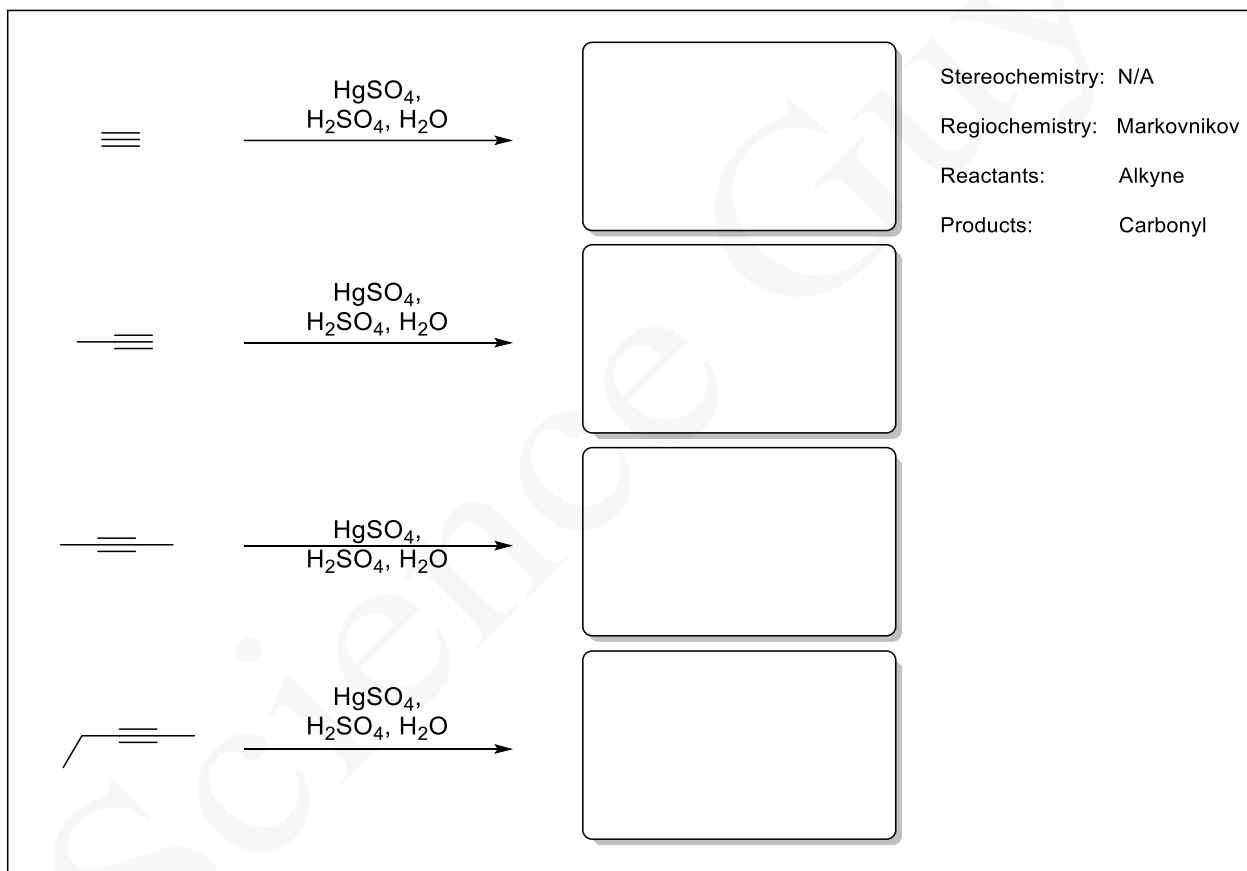 HgSO4,
H2SO4, H2O
Stereochemistry: N/A
Regiochemistry: Markovnikov
Reactants: Alkyne
Products: Carbonyl
HgSO4,
H2SO4, H2O
HgSO4,
H2SO4, H2O
HgSO4,
H2SO4, H2O
Science Guy